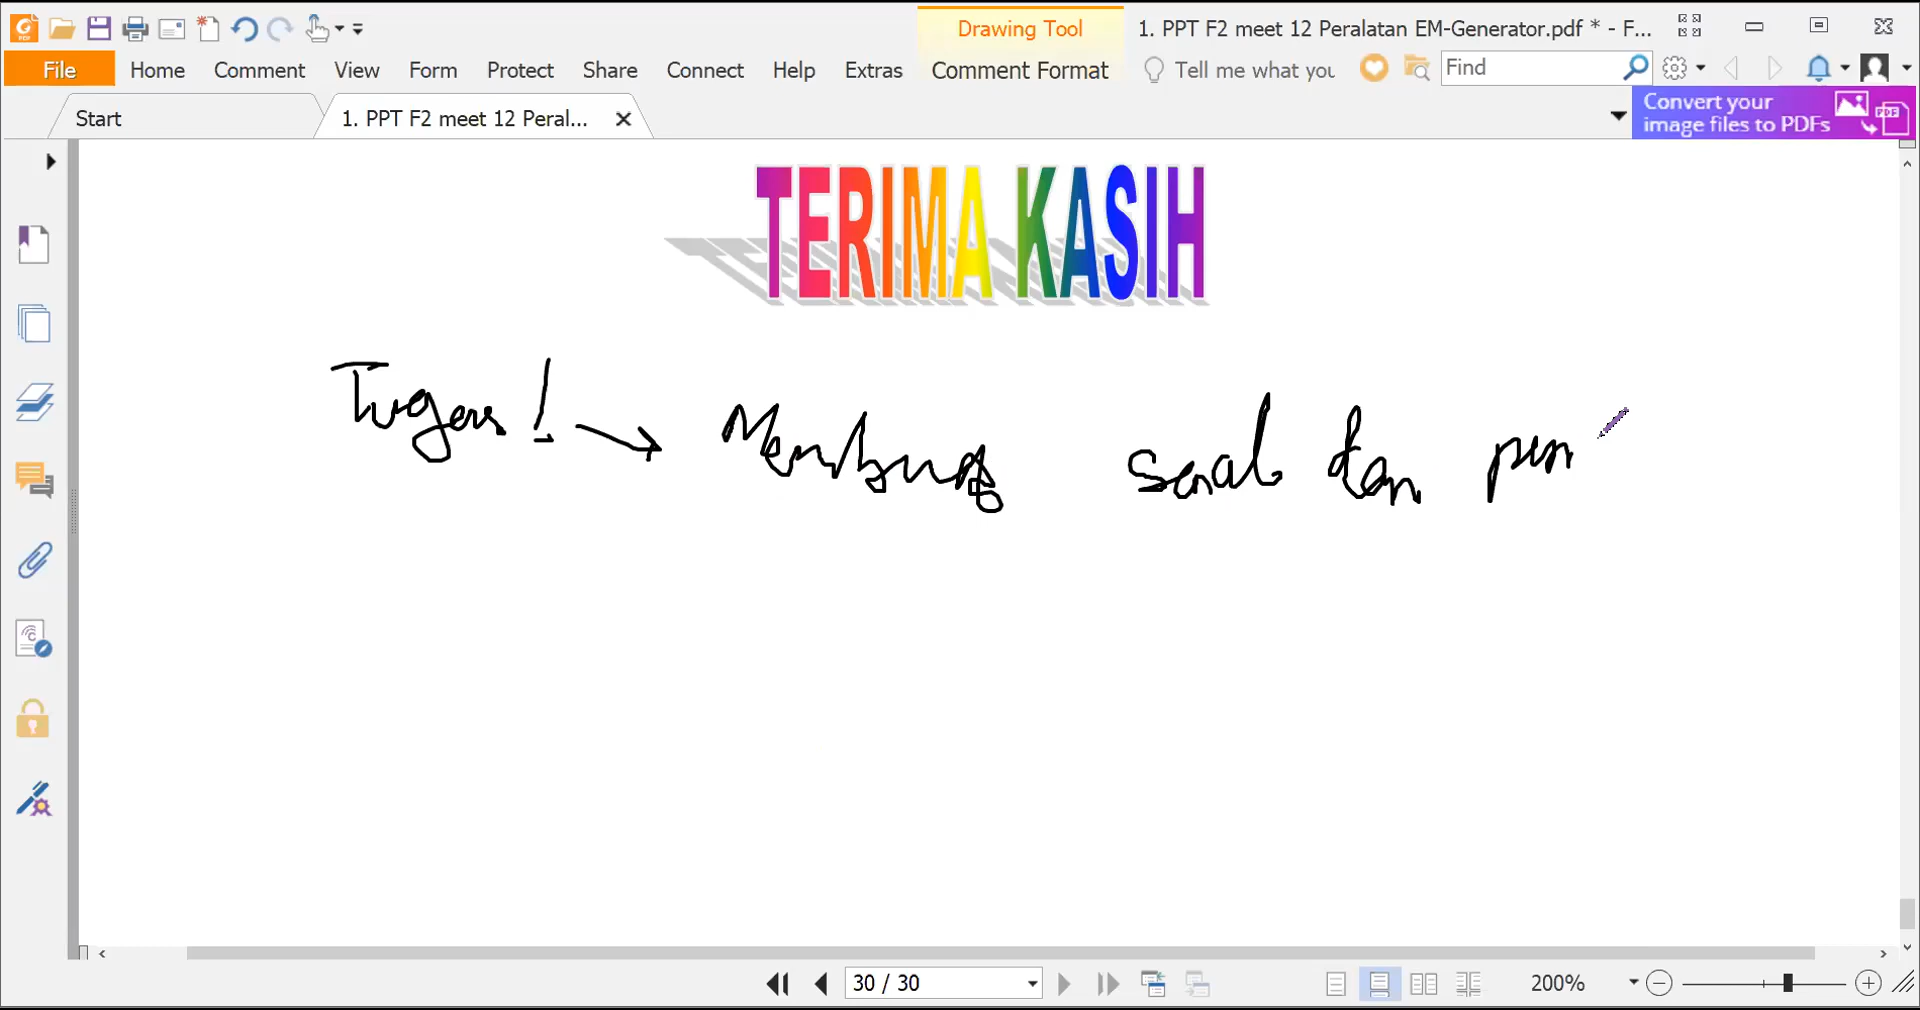 Drawing Tool
1. PPT F2 meet 12 Peralatan EM-Generator.pdf * - F...
File Home Comment View Form Protect Share Connect Help Extras Comment Format Tell me what you Find
Start
1. PPT F2 meet 12 Peral...
Convert your
image files to PDFs
TERIMA KASIH
Tugas! → soal dan pen
30 / 30
200%